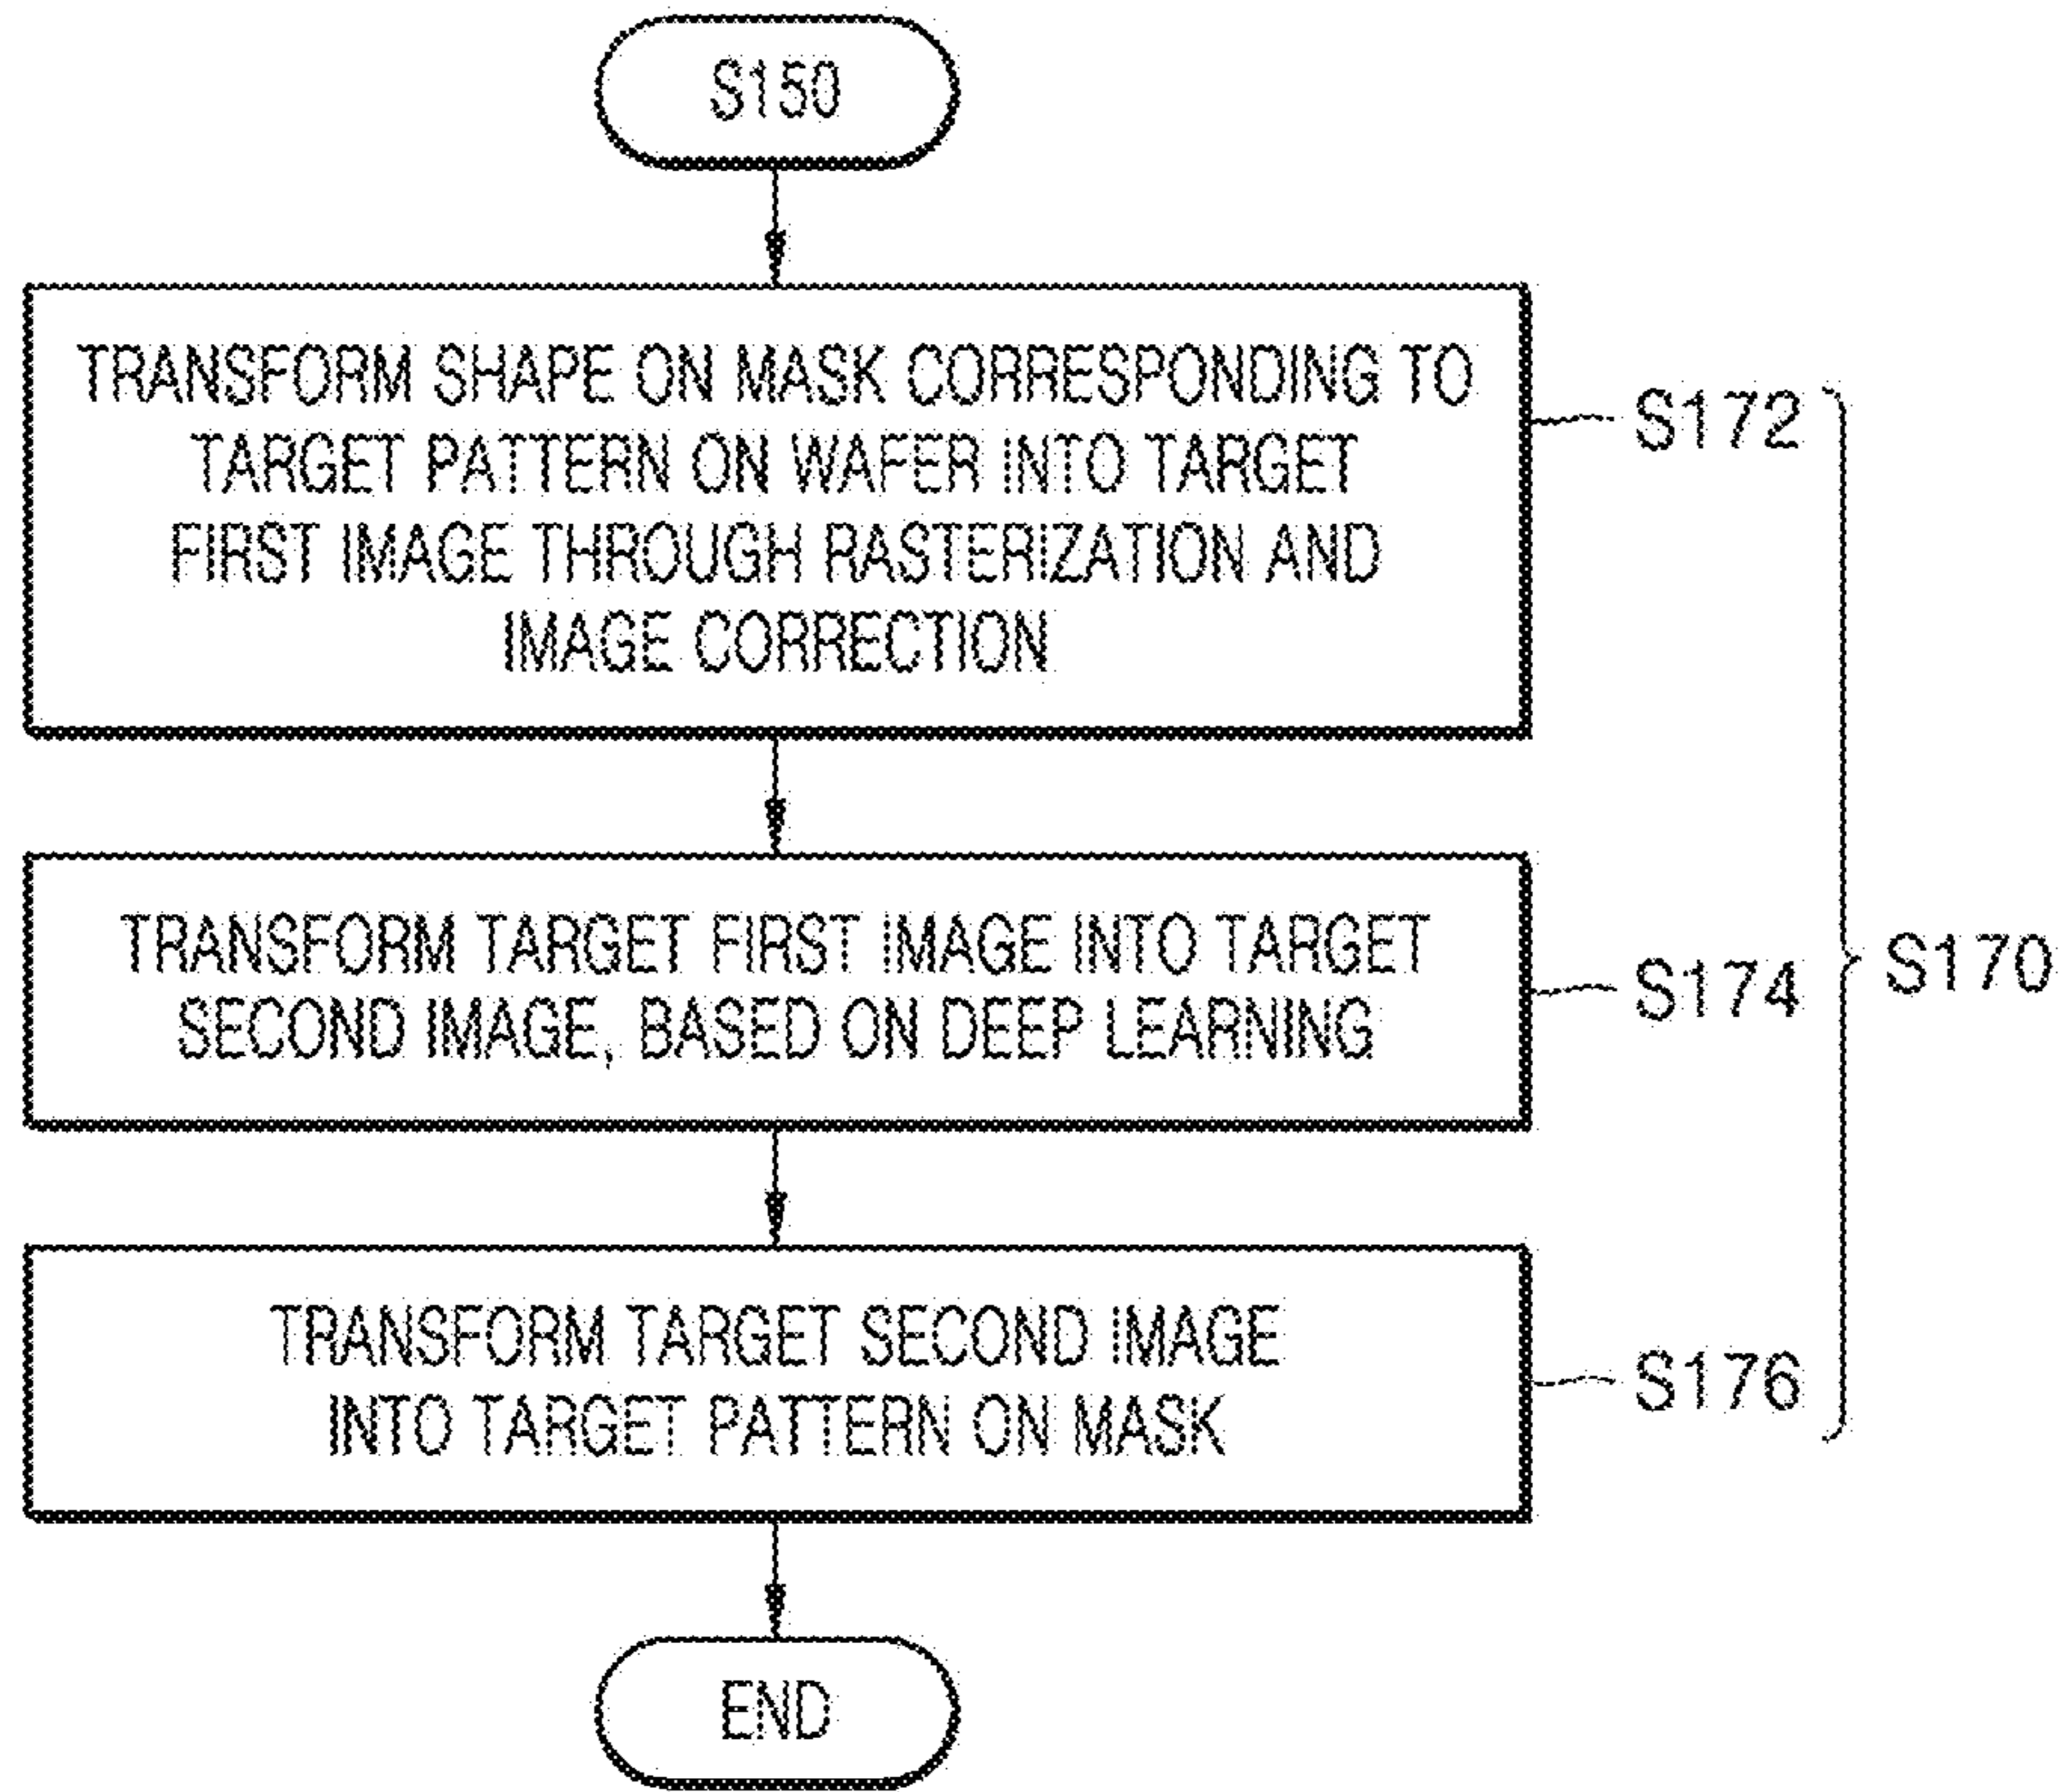 S150
TRANSFORM SHAPE ON MASK CORRESPONDING TO
TARGET PATTERN ON WAFER INTO TARGET
FIRST IMAGE THROUGH RASTERIZATION AND
IMAGE CORRECTION
S172
TRANSFORM TARGET FIRST IMAGE INTO TARGET
SECOND IMAGE, BASED ON DEEP LEARNING
S174
S170
TRANSFORM TARGET SECOND IMAGE
INTO TARGET PATTERN ON MASK
S176
END